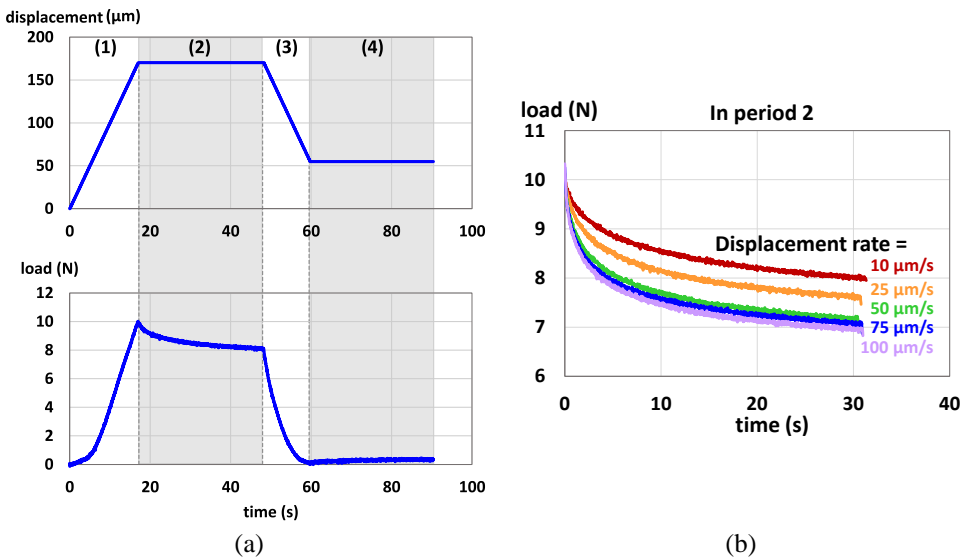 displacement (µm)
200
150
100
50
0
(1)
(2)
(3)
(4)
0
20
40
60
80
100
load (N)
12
10
8
6
4
2
0
0
20
40
60
80
100
time (s)
(a)
load (N)
In period 2
11
10
9
8
7
6
Displacement rate =
10 µm/s
25 µm/s
50 µm/s
75 µm/s
100 µm/s
0
10
20
30
40
time (s)
(b)